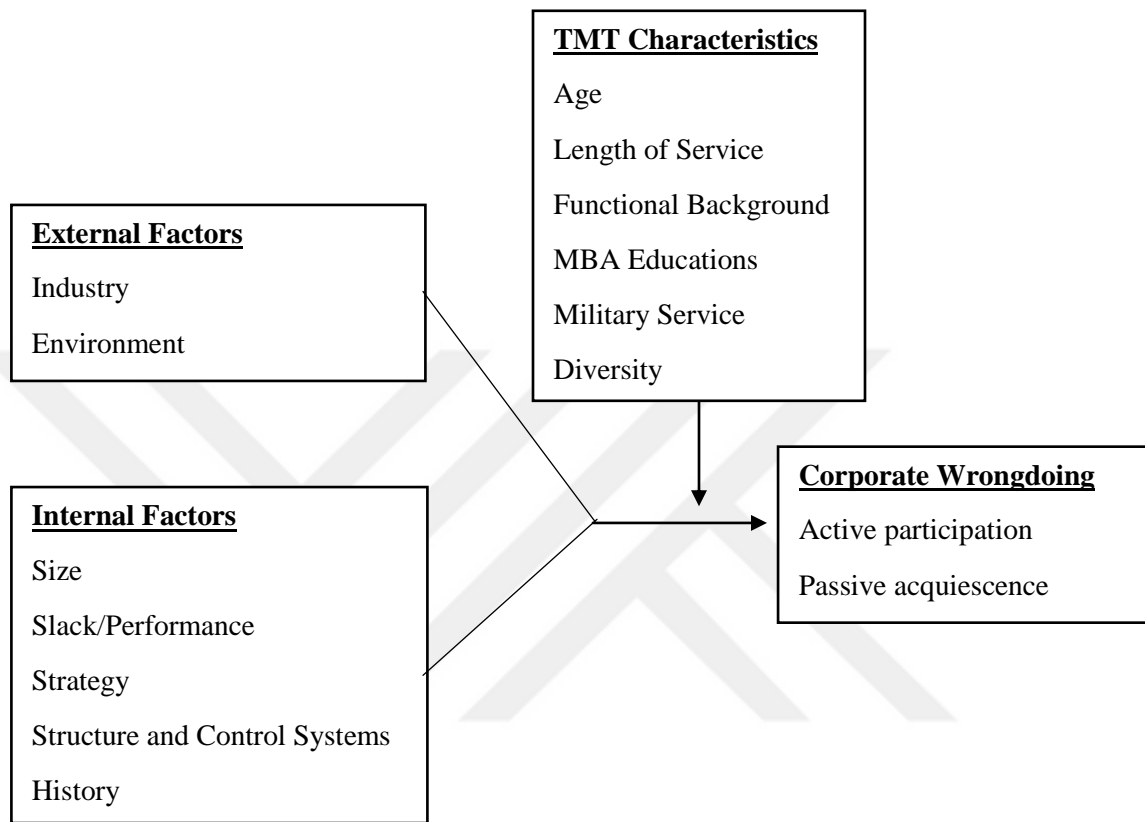 TMT Characteristics
Age
Length of Service
Functional Background
MBA Educations
Military Service
Diversity
External Factors
Industry
Environment
Internal Factors
Size
Slack/Performance
Strategy
Structure and Control Systems
History
Corporate Wrongdoing
Active participation
Passive acquiescence